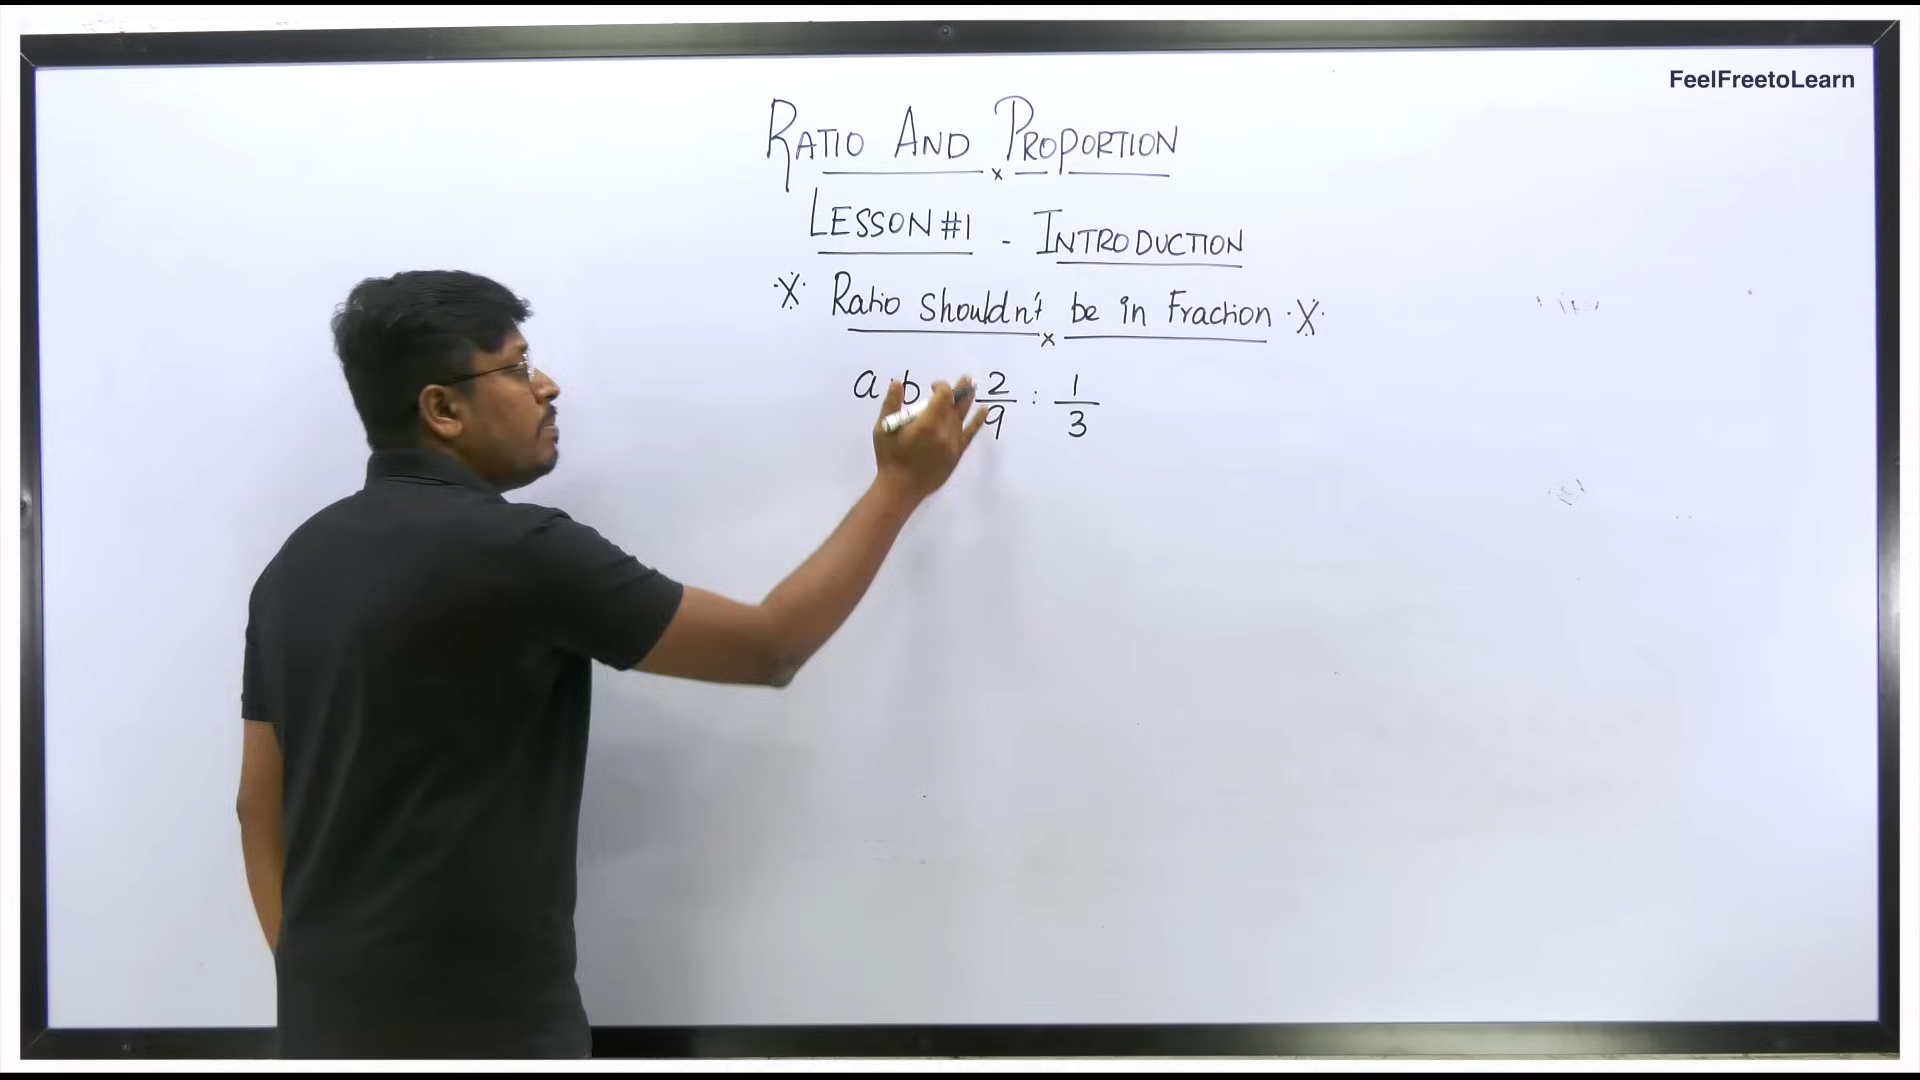 FeelFreetoLearn
RATIO AND PROPORTION
LESSON #1 - INTRODUCTION
Ratio shouldn't be in Fraction
a b 2/9 : 1/3